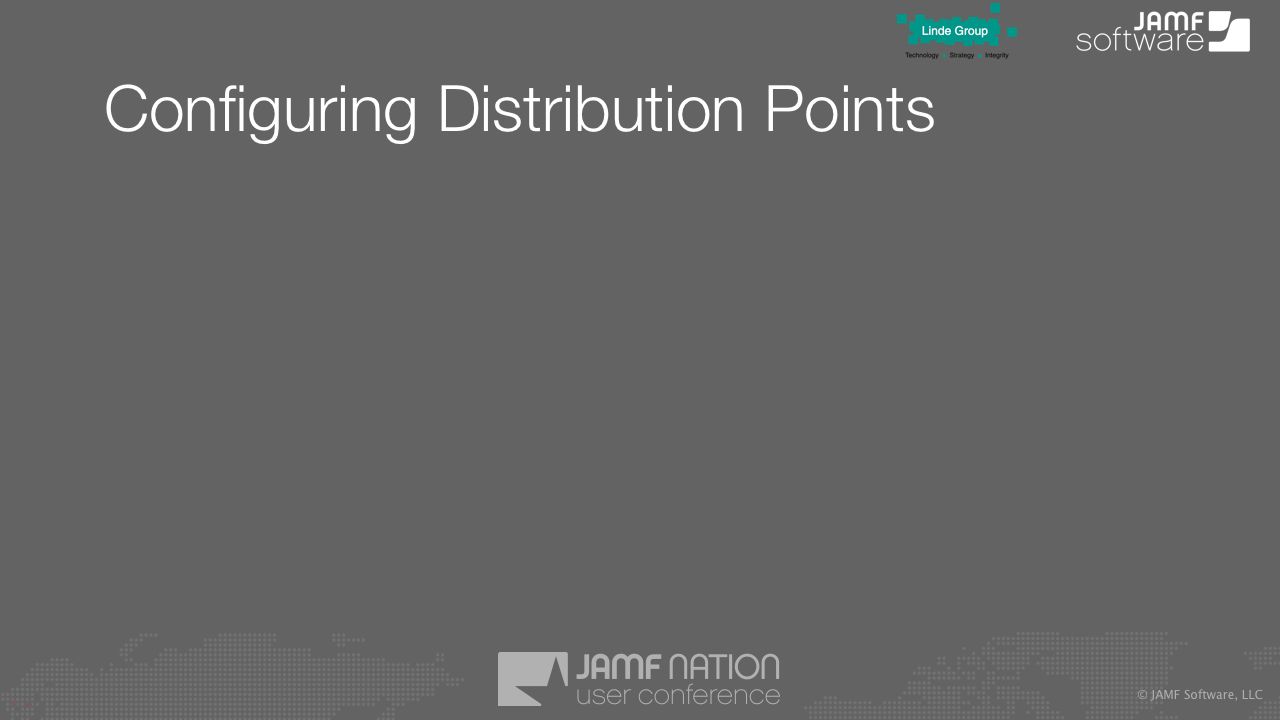 Linde Group
Technology Strategy Integrity
JAMF
software
Configuring Distribution Points
JAMF NATION
user conference
© JAMF Software, LLC